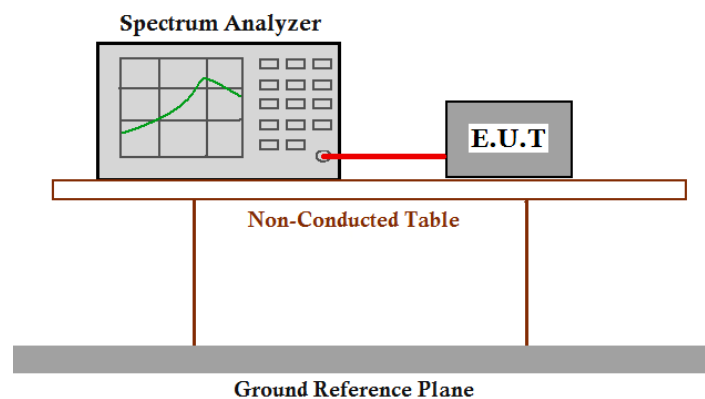 Spectrum Analyzer
E.U.T
Non-Conducted Table
Ground Reference Plane